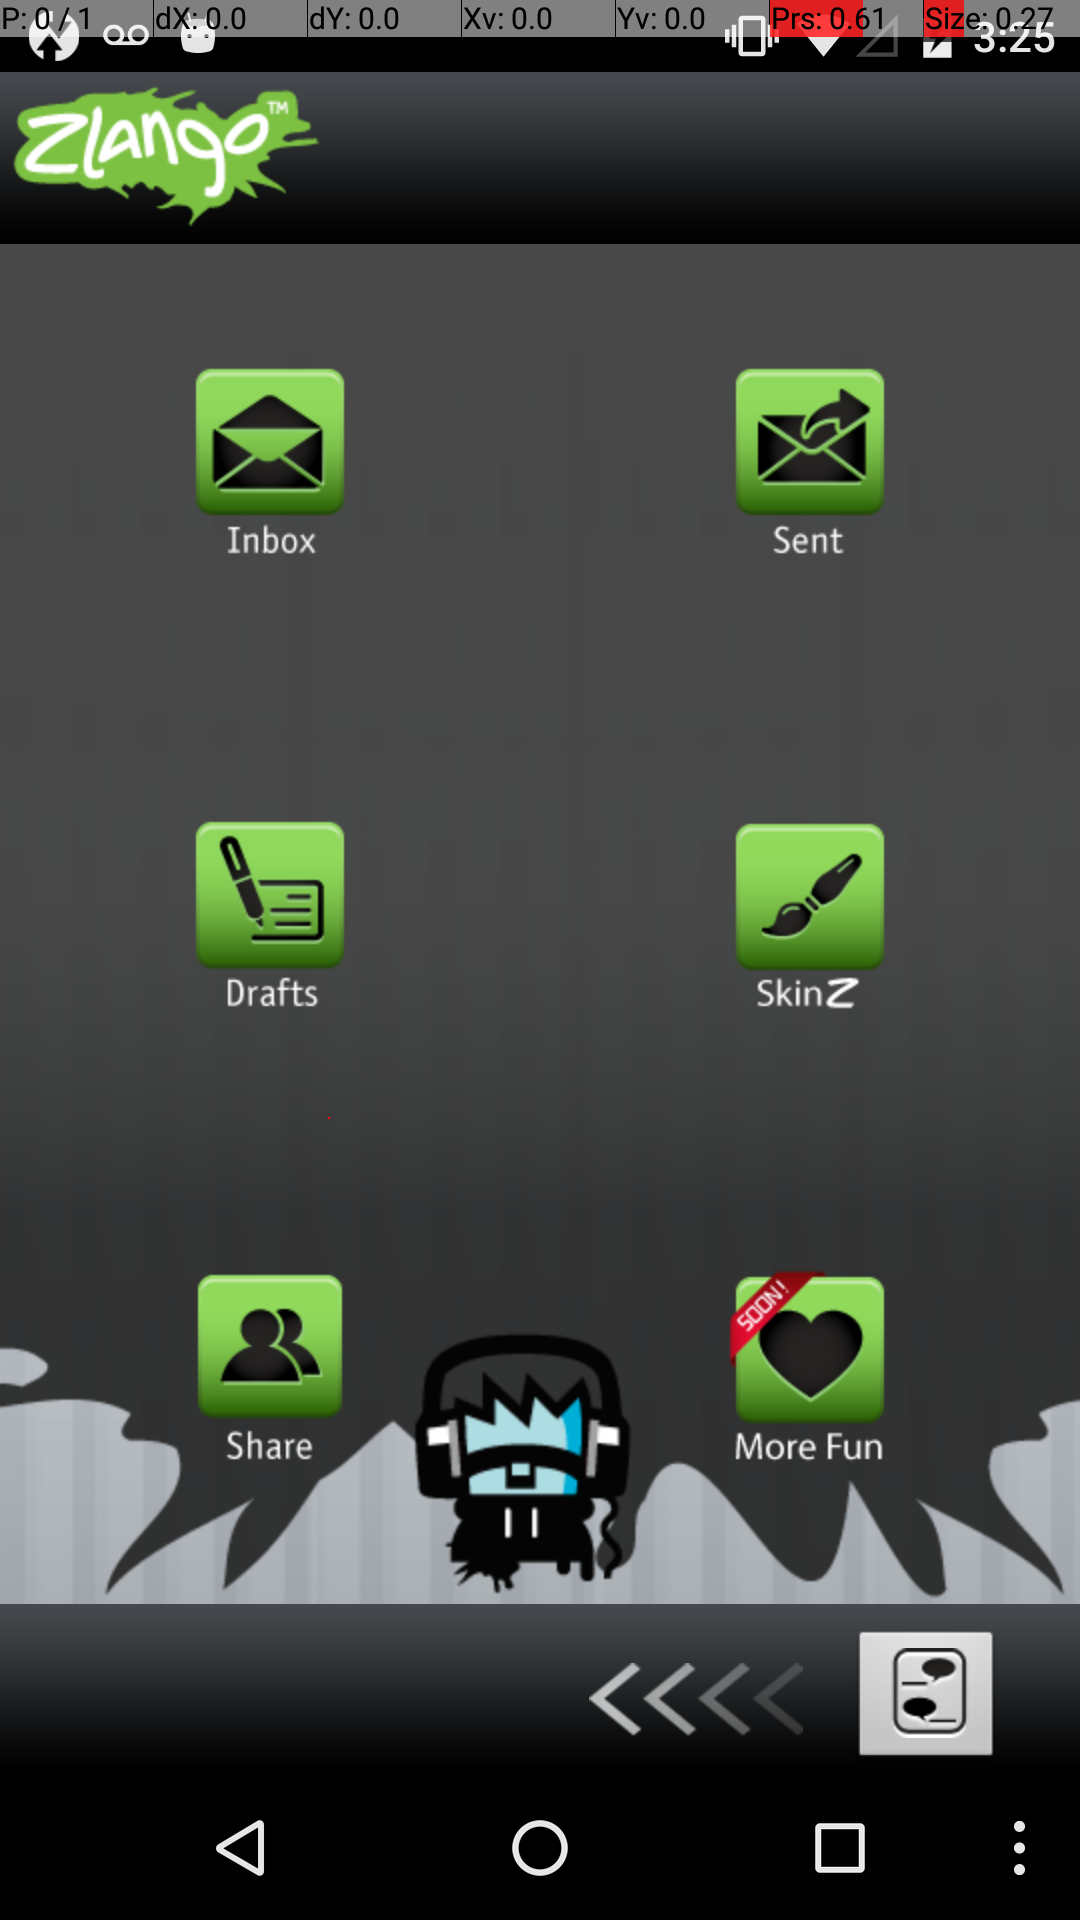 P: 0 / 1 dX: 0.0 dY: 0.0 Xv: 0.0 Yv: 0.0 Prs: 0.61 Size: 0.27
3:25
Zlango™
Inbox Sent
Drafts SkinZ
SOON!
Share More Fun